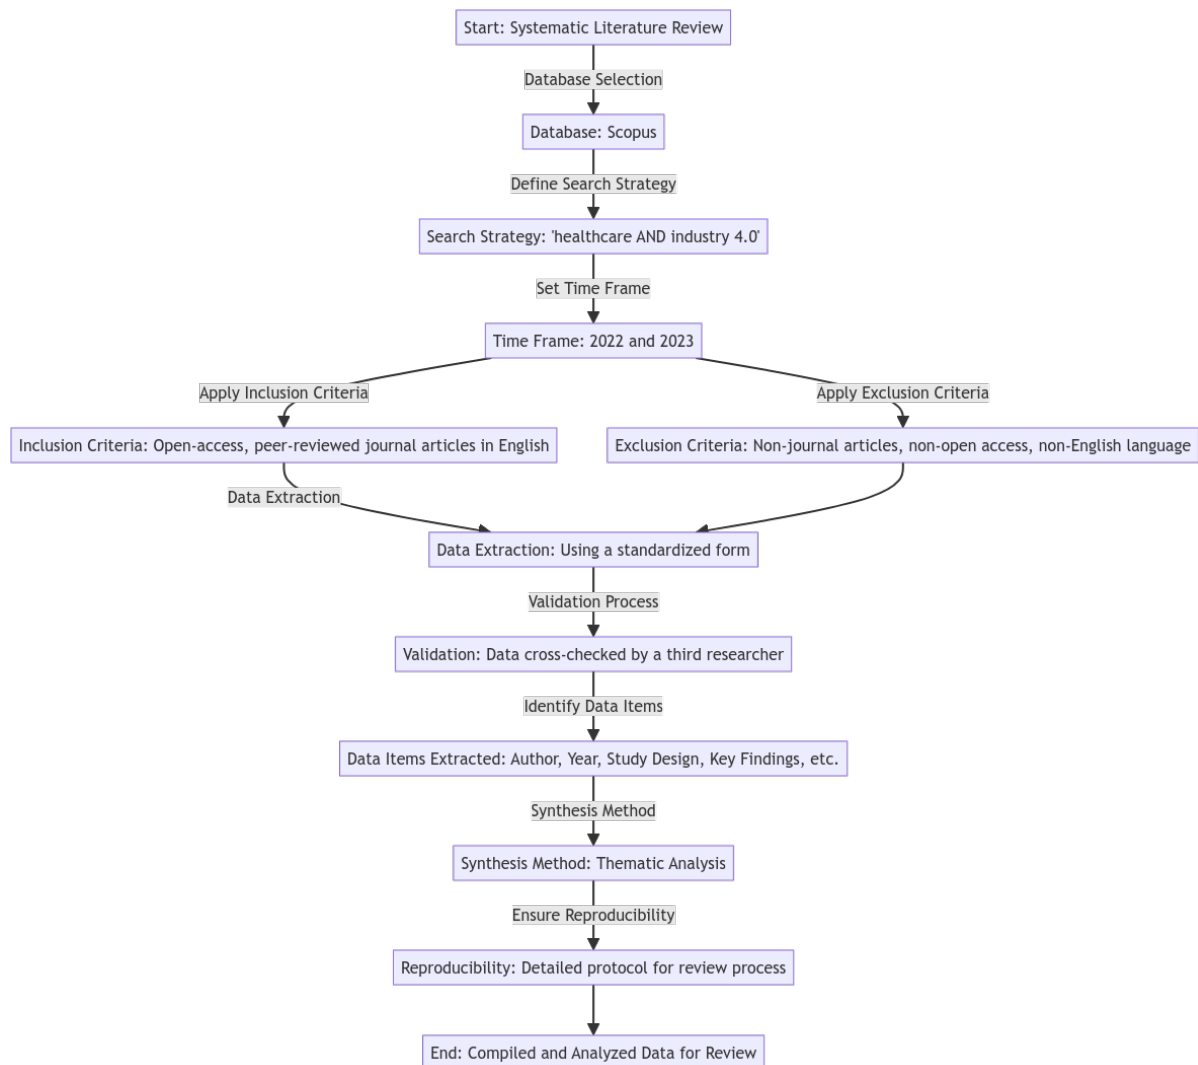 Start: Systematic Literature Review
Database Selection
Database: Scopus
Define Search Strategy
Search Strategy: 'healthcare AND industry 4.0'
Set Time Frame
Time Frame: 2022 and 2023
Apply Inclusion Criteria
Apply Exclusion Criteria
Inclusion Criteria: Open-access, peer-reviewed journal articles in English
Exclusion Criteria: Non-journal articles, non-open access, non-English language
Data Extraction
Data Extraction: Using a standardized form
Validation Process
Validation: Data cross-checked by a third researcher
Identify Data Items
Data Items Extracted: Author, Year, Study Design, Key Findings, etc.
Synthesis Method
Synthesis Method: Thematic Analysis
Ensure Reproducibility
Reproducibility: Detailed protocol for review process
End: Compiled and Analyzed Data for Review